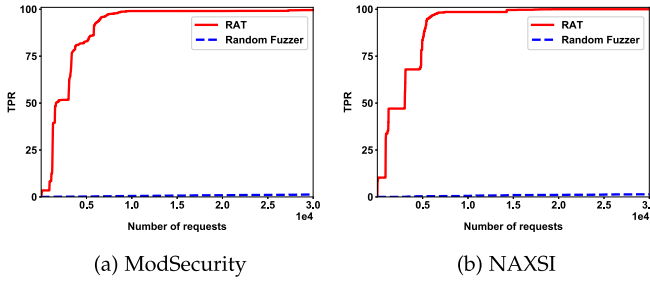 100
75
50
25
0
TPR
RAT
Random Fuzzer
0.5 1.0 1.5 2.0 2.5 3.0
1e4
Number of requests
(a) ModSecurity
100
75
50
25
0
TPR
RAT
Random Fuzzer
0.5 1.0 1.5 2.0 2.5 3.0
1e4
Number of requests
(b) NAXSI